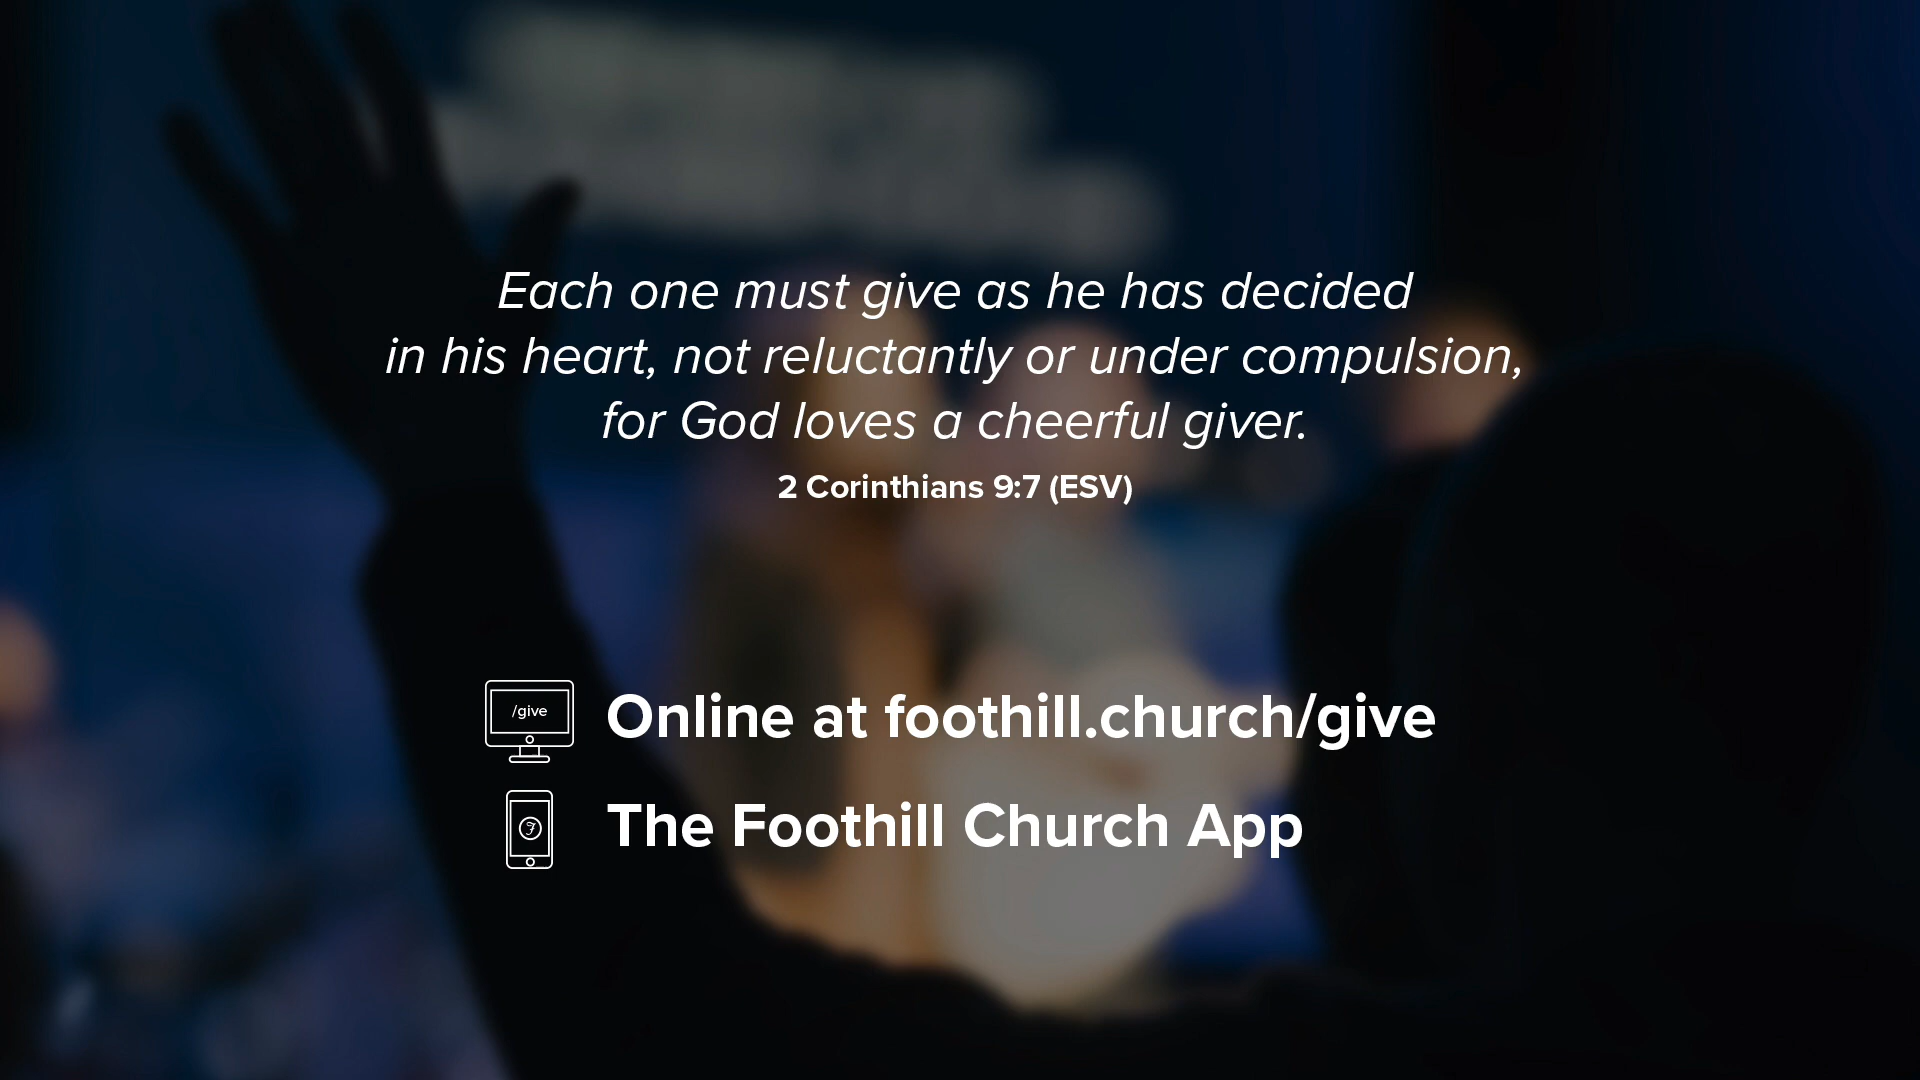 Each one must give as he has decided
in his heart, not reluctantly or under compulsion,
for God loves a cheerful giver.
2 Corinthians 9:7 (ESV)
/give
Online at foothill.church/give
F
The Foothill Church App